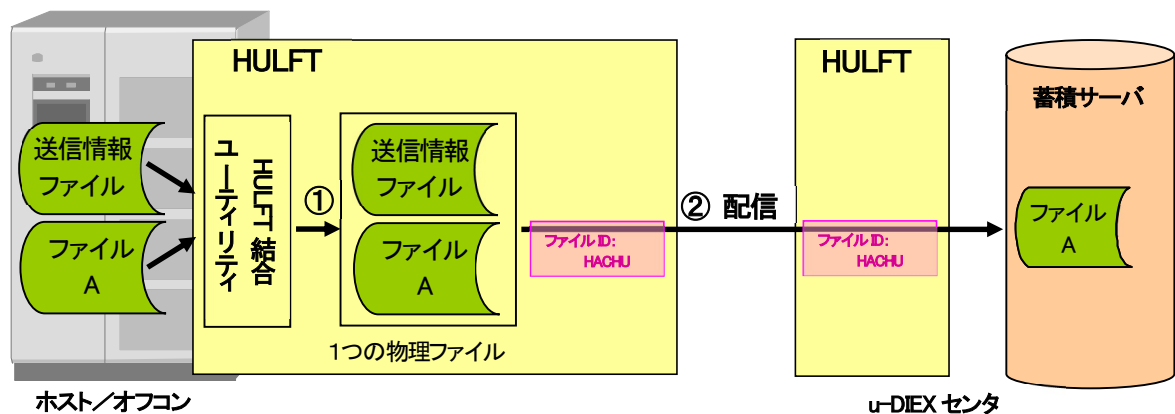 HULFT
HULFT
蓄積サーバ
送信情報
ファイル
ファイル
A
HULFT結合
ユーティリティ
①
送信情報
ファイル
ファイル
A
1つの物理ファイル
ファイルID:
HACHU
② 配信
ファイルID:
HACHU
ファイル
A
ホスト／オフコン
u-DIEX センタ